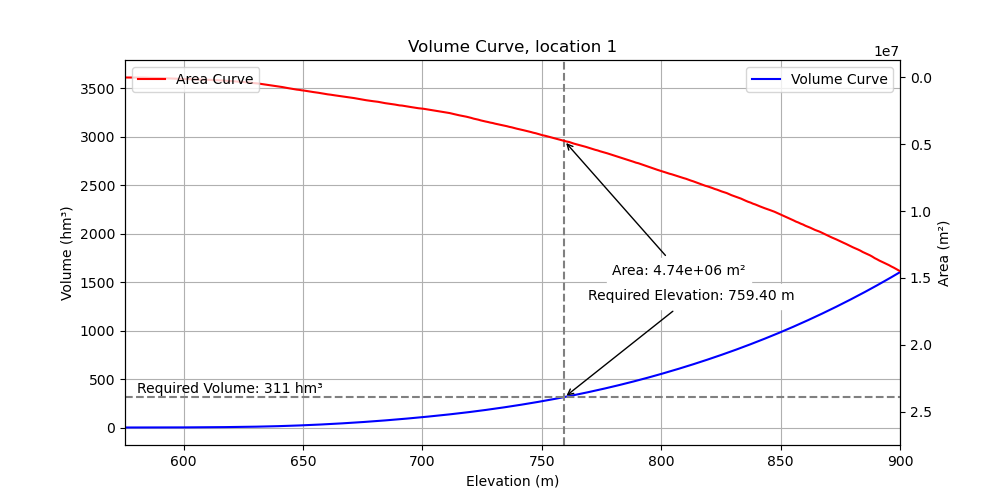 Volume Curve, location 1
1e7
Area Curve
Volume Curve
3500
3000
2500
2000
1500
1000
500
0
Volume (hm³)
0.0
0.5
1.0
1.5
2.0
2.5
Area (m²)
Area: 4.74e+06 m²
Required Elevation: 759.40 m
Required Volume: 311 hm³
600
650
700
750
800
850
900
Elevation (m)